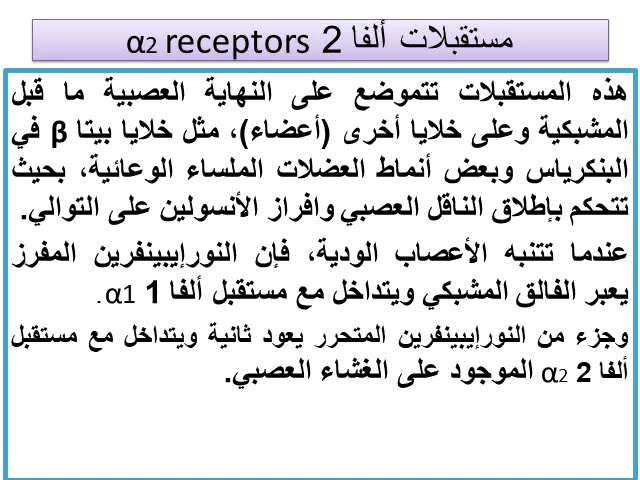 مستقبلات ألفا 2 α2 receptors
هذه المستقبلات تتموضع على النهاية العصبية ما قبل
المشبكية وعلى خلايا أخرى (أعضاء)، مثل خلايا بيتا β في
البنكرياس وبعض أنماط العضلات الملساء الوعائية، بحيث
تتحكم بإطلاق الناقل العصبي وافراز الأنسولين على التوالي.
عندما تتنبه الأعصاب الودية، فإن النورإيبينفرين المفرز
يعبر الفالق المشبكي ويتداخل مع مستقبل ألفا 1 α1.
وجزء من النورإيبينفرين المتحرر يعود ثانية ويتداخل مع مستقبل
ألفا 2 α2 الموجود على الغشاء العصبي.